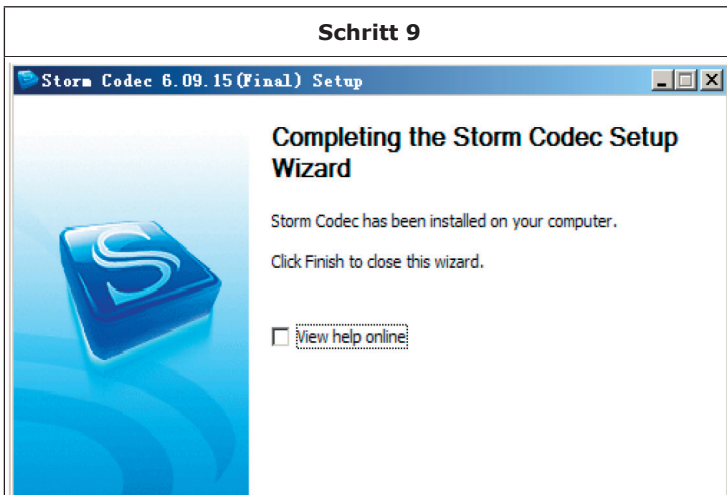 Schritt 9
Storm Codec 6.09.15(Final) Setup
Completing the Storm Codec Setup
Wizard
Storm Codec has been installed on your computer.
Click Finish to close this wizard.
View help online